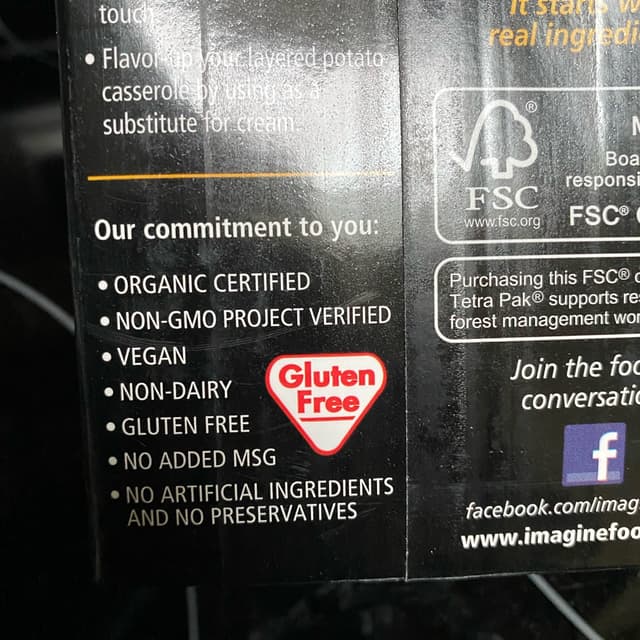 touch
• Flavor up your layered potato
casserole by using as a
substitute for cream.
Our commitment to you:
• ORGANIC CERTIFIED
• NON-GMO PROJECT VERIFIED
• VEGAN
• NON-DAIRY
• GLUTEN FREE
• NO ADDED MSG
• NO ARTIFICIAL INGREDIENTS
AND NO PRESERVATIVES
Gluten
Free
It starts w
real ingredi
®
FSC
www.fsc.org
M
Boa
responsi
FSC®
Purchasing this FSC® c
Tetra Pak® supports re
forest management wor
Join the foo
conversatio
f
facebook.com/imag
www.imaginefoo